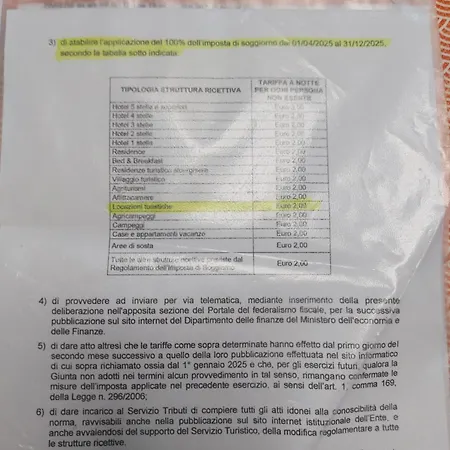 3) di stabilire l'applicazione del 100% dell'imposta di soggiorno dal 01/04/2025 al 31/12/2025,
secondo la tabella sotto indicata:
TIPOLOGIA STRUTTURA RICETTIVA TARIFFA A NOTTE PER OGNI PERSONA NON ESENTE
Hotel 5 stelle e superiori Euro 2,00
Hotel 4 stelle Euro 2,00
Hotel 3 stelle Euro 2,00
Hotel 2 stelle Euro 2,00
Hotel 1 stella Euro 2,00
Residence Euro 2,00
Bed & Breakfast Euro 2,00
Residenze turistico alberghiere Euro 2,00
Villaggio turistico Euro 2,00
Agriturismi Euro 2,00
Affittacamere Euro 2,00
Locazioni turistiche Euro 2,00
Agricampeggi Euro 2,00
Campeggi Euro 2,00
Case e appartamenti vacanze Euro 2,00
Aree di sosta Euro 2,00
Tutte le altre strutture ricettive previste dal
Regolamento dell'Imposta di Soggiorno Euro 2,00
4) di provvedere ad inviare per via telematica, mediante inserimento della presente
deliberazione nell'apposita sezione del Portale del federalismo fiscale, per la successiva
pubblicazione sul sito internet del Dipartimento delle finanze del Ministero dell'economia e
delle Finanze.
5) di dare atto altresì che le tariffe come sopra determinate hanno effetto dal primo giorno del
secondo mese successivo a quello della loro pubblicazione effettuata nel sito informatico
di cui sopra richiamato ossia dal 1° gennaio 2025 e che, per gli esercizi futuri, qualora la
Giunta non adotti nei termini alcun provvedimento in tal senso, rimangano confermate le
misure dell'imposta applicate nel precedente esercizio, ai sensi dell'art. 1, comma 169,
della Legge n. 296/2006;
6) di dare incarico al Servizio Tributi di compiere tutti gli atti idonei alla conoscibilità della
norma, ravvisabili anche nella pubblicazione sul sito internet istituzionale dell'Ente, e
anche avvalendosi del supporto del Servizio Turistico, della modifica regolamentare a tutte
le strutture ricettive.